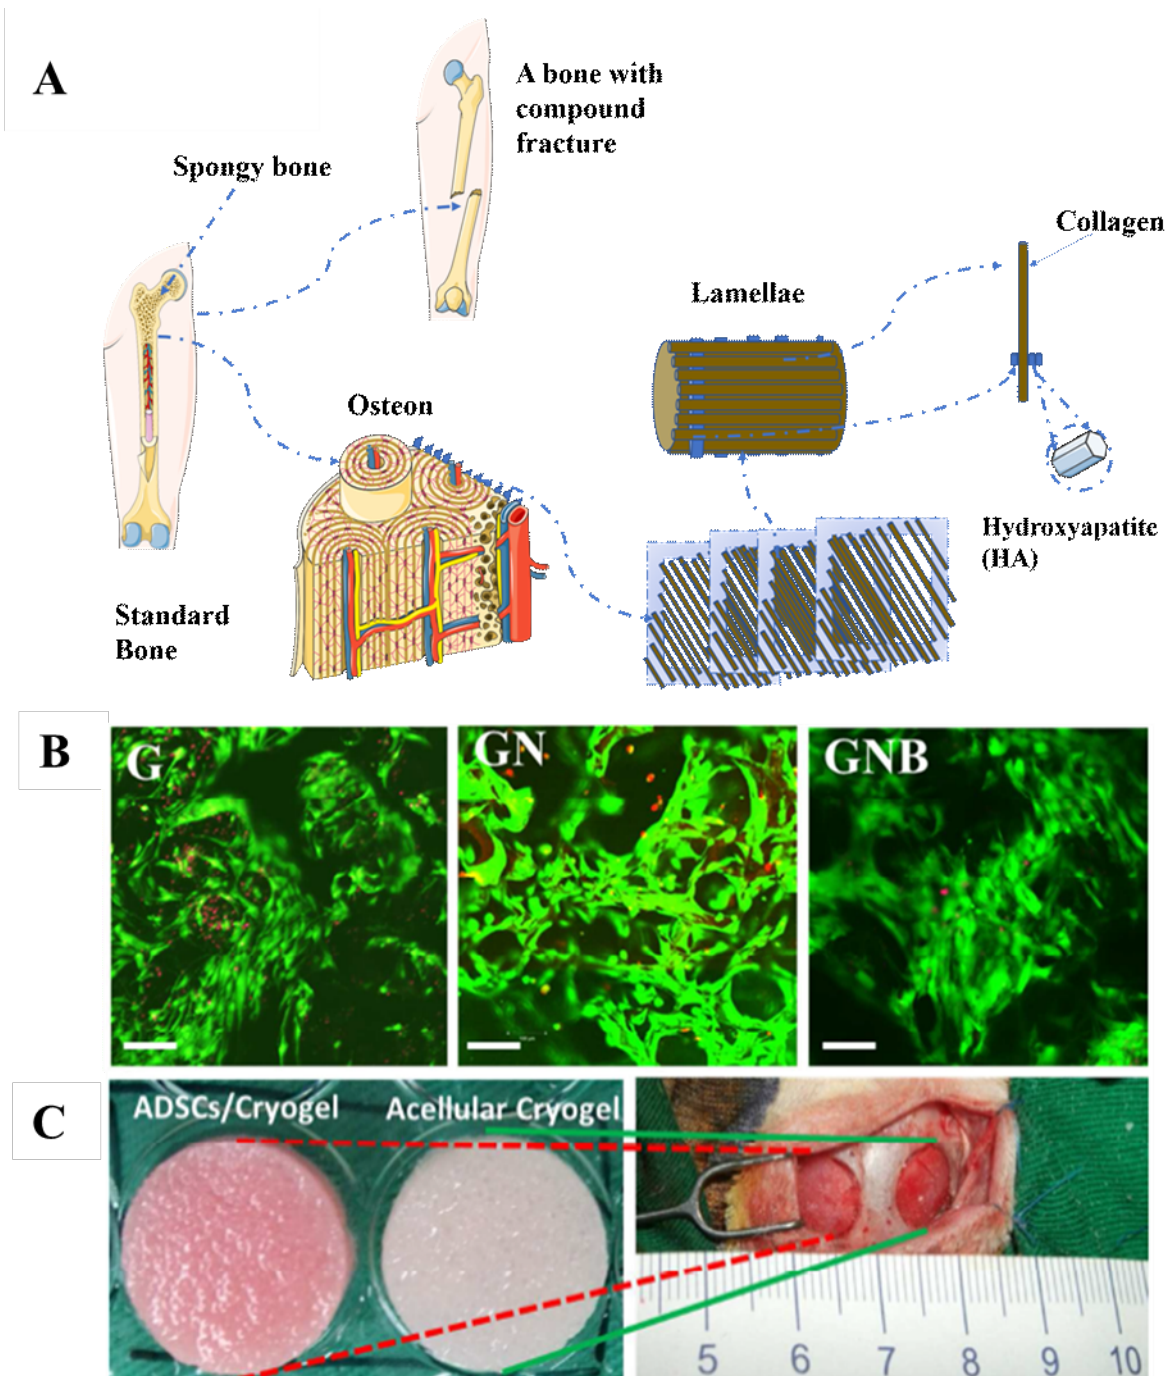 A
A bone with
compound
fracture
Spongy bone
Collagen
Lamellae
Osteon
Hydroxyapatite
(HA)
Standard
Bone
B
G
GN
GNB
C
ADSCs/Cryogel
Acellular Cryogel
5 6 7 8 9 10